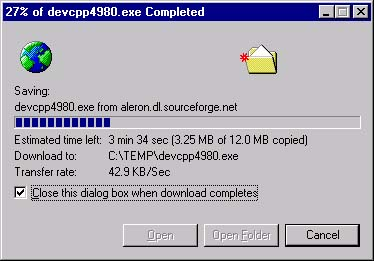 27% of devcpp4980.exe Completed
Saving:
devcpp4980.exe from aleron.dl.sourceforge.net
Estimated time left: 3 min 34 sec (3.25 MB of 12.0 MB copied)
Download to: C:\TEMP\devcpp4980.exe
Transfer rate: 42.9 KB/Sec
Close this dialog box when download completes
Open Open Folder Cancel